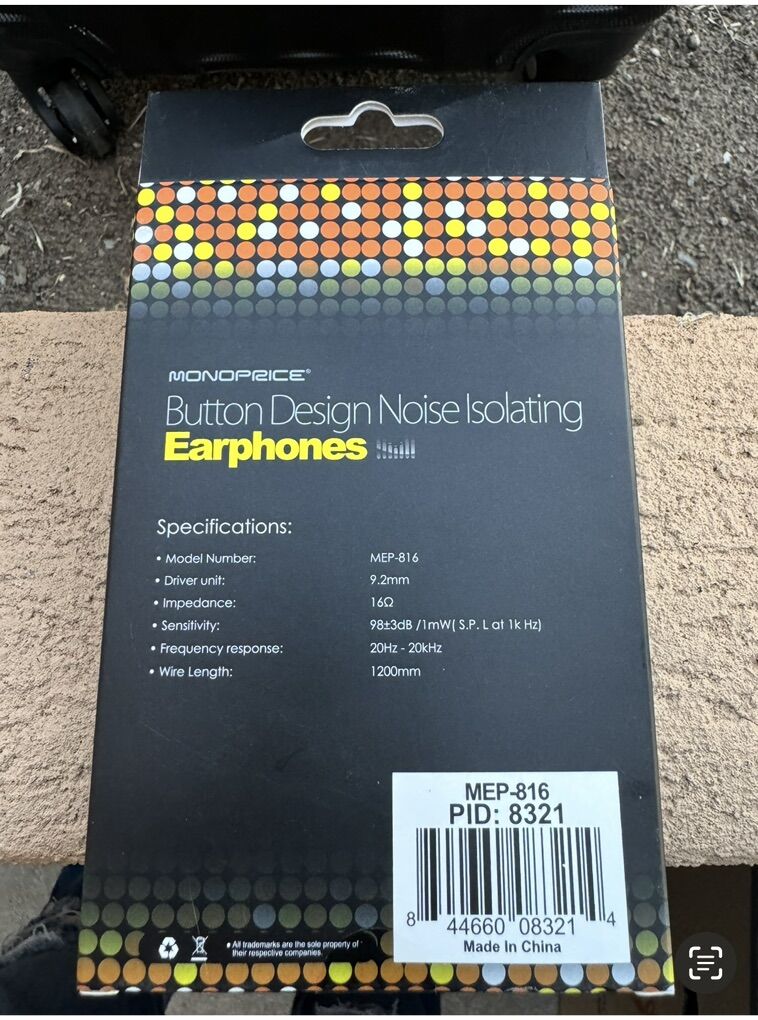 MONOPRICE®
Button Design Noise Isolating
Earphones
Specifications:
• Model Number: MEP-816
• Driver unit: 9.2mm
• Impedance: 16Ω
• Sensitivity: 98±3dB /1mW( S.P. L at 1k Hz)
• Frequency response: 20Hz - 20kHz
• Wire Length: 1200mm
MEP-816
PID: 8321
8 44660 08321 4
Made In China
• All trademarks are the sole property of
their respective companies.